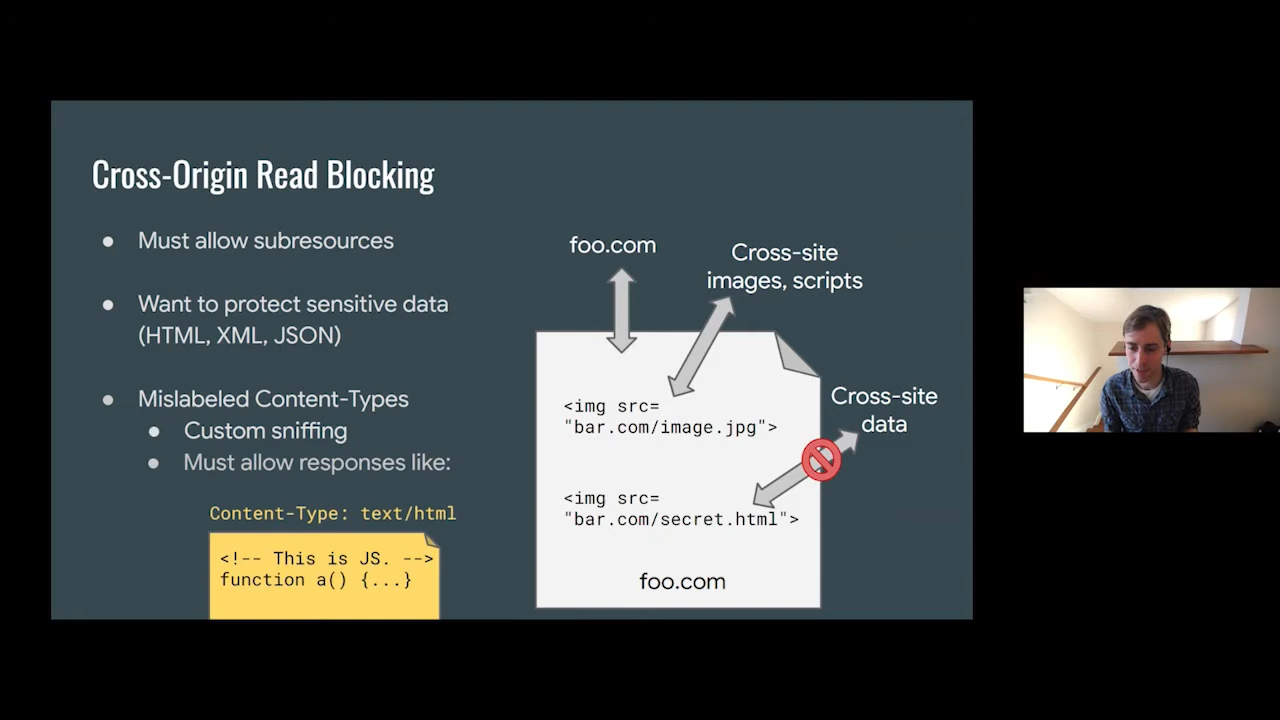 Cross-Origin Read Blocking
● Must allow subresources
● Want to protect sensitive data
(HTML, XML, JSON)
● Mislabeled Content-Types
● Custom sniffing
● Must allow responses like:
Content-Type: text/html
<!-- This is JS. -->
function a() {...}
foo.com
Cross-site
images, scripts
<img src=
"bar.com/image.jpg">
Cross-site
data
<img src=
"bar.com/secret.html">
foo.com